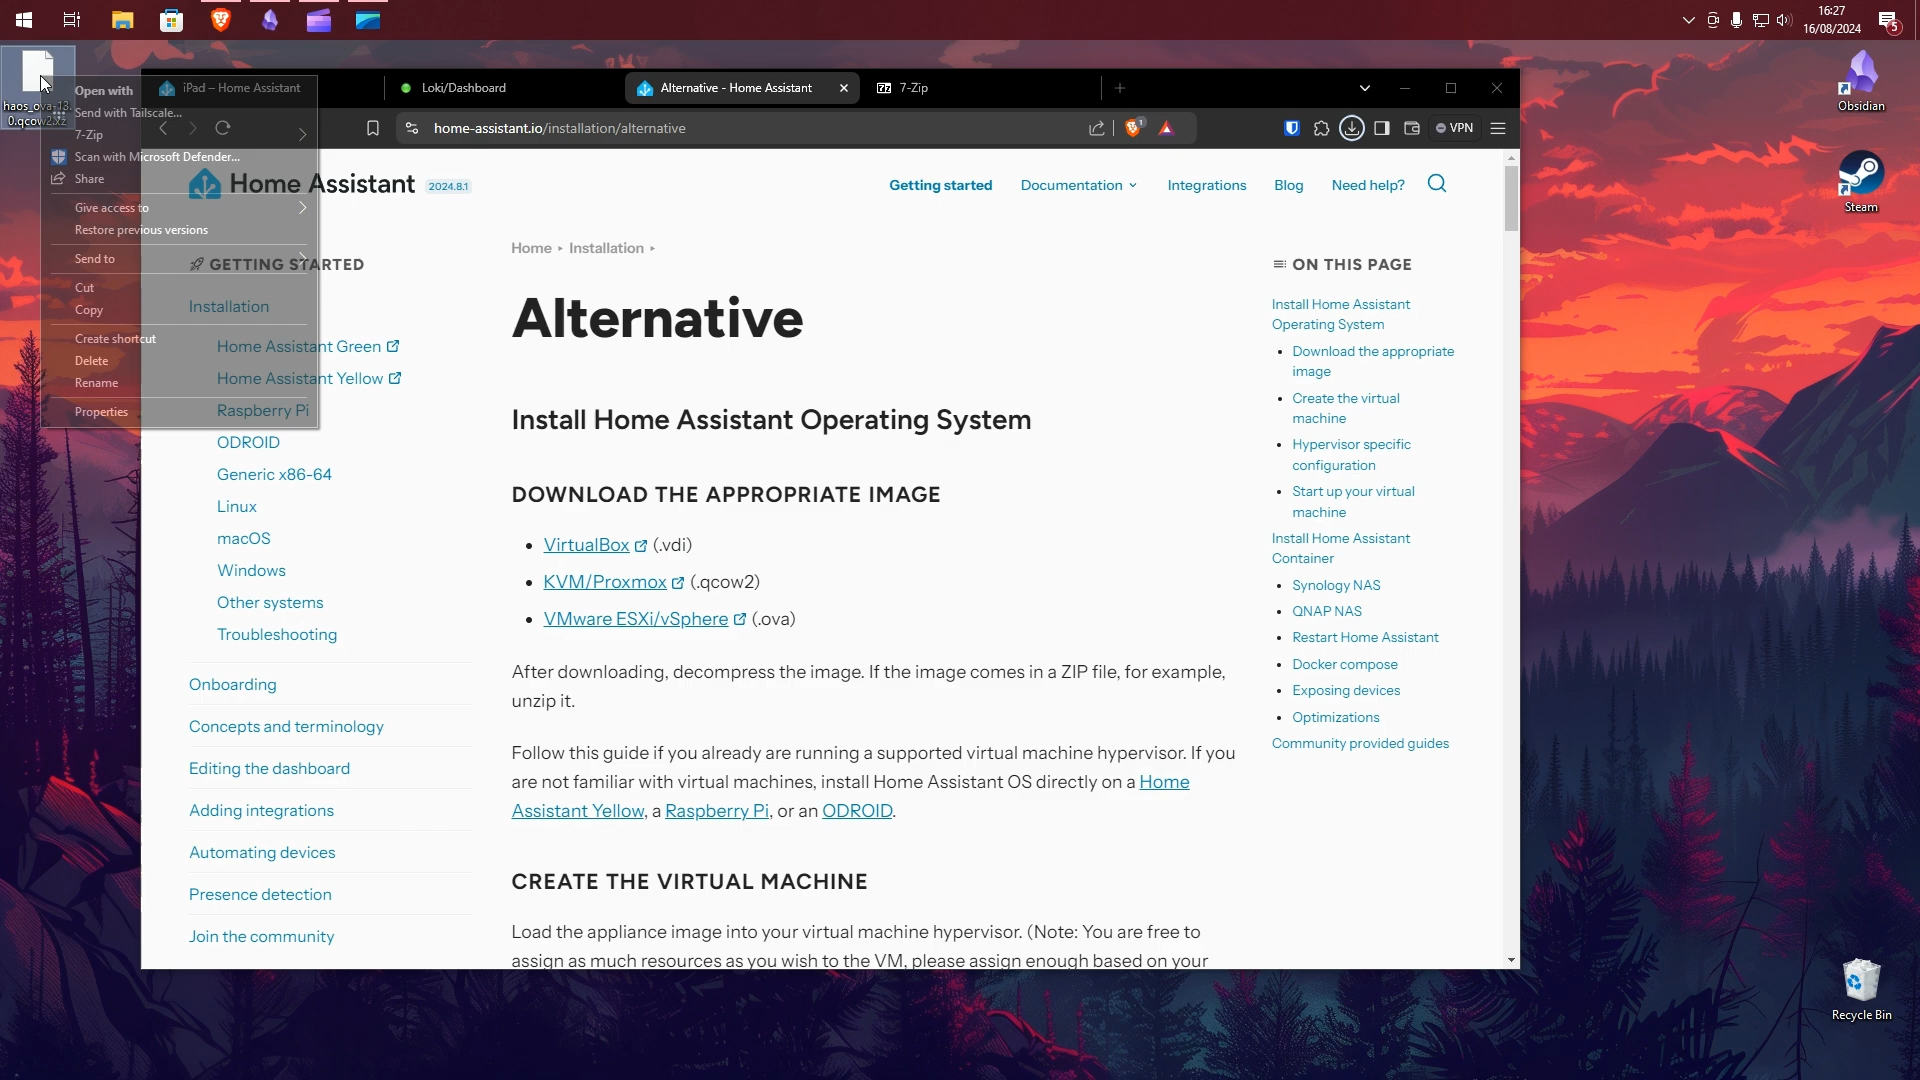 16:27
16/08/2024
5
haos_ova-13.
0.qcow2.xz
Obsidian
Steam
Recycle Bin
iPad – Home Assistant
Loki/Dashboard
Alternative - Home Assistant
7z
7-Zip
home-assistant.io/installation/alternative
1
VPN
Open with
Send with Tailscale...
7-Zip
Scan with Microsoft Defender...
Share
Give access to
Restore previous versions
Send to
Cut
Copy
Create shortcut
Delete
Rename
Properties
Home Assistant 2024.8.1
Getting started
Documentation
Integrations
Blog
Need help?
GETTING STARTED
Installation
Home Assistant Green
Home Assistant Yellow
Raspberry Pi
ODROID
Generic x86-64
Linux
macOS
Windows
Other systems
Troubleshooting
Onboarding
Concepts and terminology
Editing the dashboard
Adding integrations
Automating devices
Presence detection
Join the community
Home ‣ Installation ‣
Alternative
Install Home Assistant Operating System
DOWNLOAD THE APPROPRIATE IMAGE
• VirtualBox (.vdi)
• KVM/Proxmox (.qcow2)
• VMware ESXi/vSphere (.ova)
After downloading, decompress the image. If the image comes in a ZIP file, for example,
unzip it.
Follow this guide if you already are running a supported virtual machine hypervisor. If you
are not familiar with virtual machines, install Home Assistant OS directly on a Home
Assistant Yellow, a Raspberry Pi, or an ODROID.
CREATE THE VIRTUAL MACHINE
Load the appliance image into your virtual machine hypervisor. (Note: You are free to
assign as much resources as you wish to the VM, please assign enough based on your
ON THIS PAGE
Install Home Assistant
Operating System
• Download the appropriate
image
• Create the virtual
machine
• Hypervisor specific
configuration
• Start up your virtual
machine
Install Home Assistant
Container
• Synology NAS
• QNAP NAS
• Restart Home Assistant
• Docker compose
• Exposing devices
• Optimizations
Community provided guides